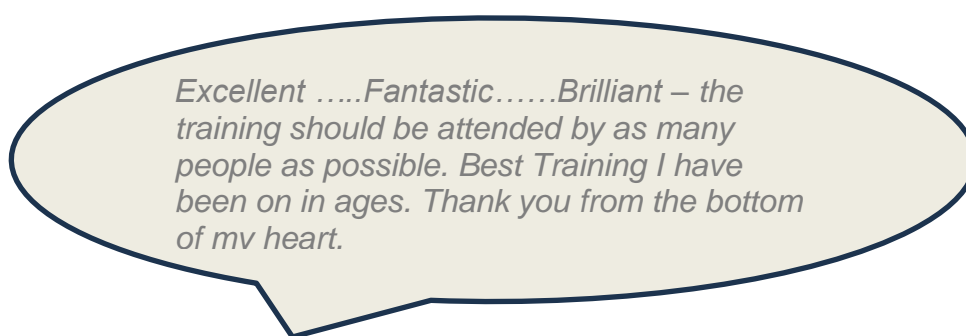 Excellent …..Fantastic……Brilliant – the
training should be attended by as many
people as possible. Best Training I have
been on in ages. Thank you from the bottom
of my heart.